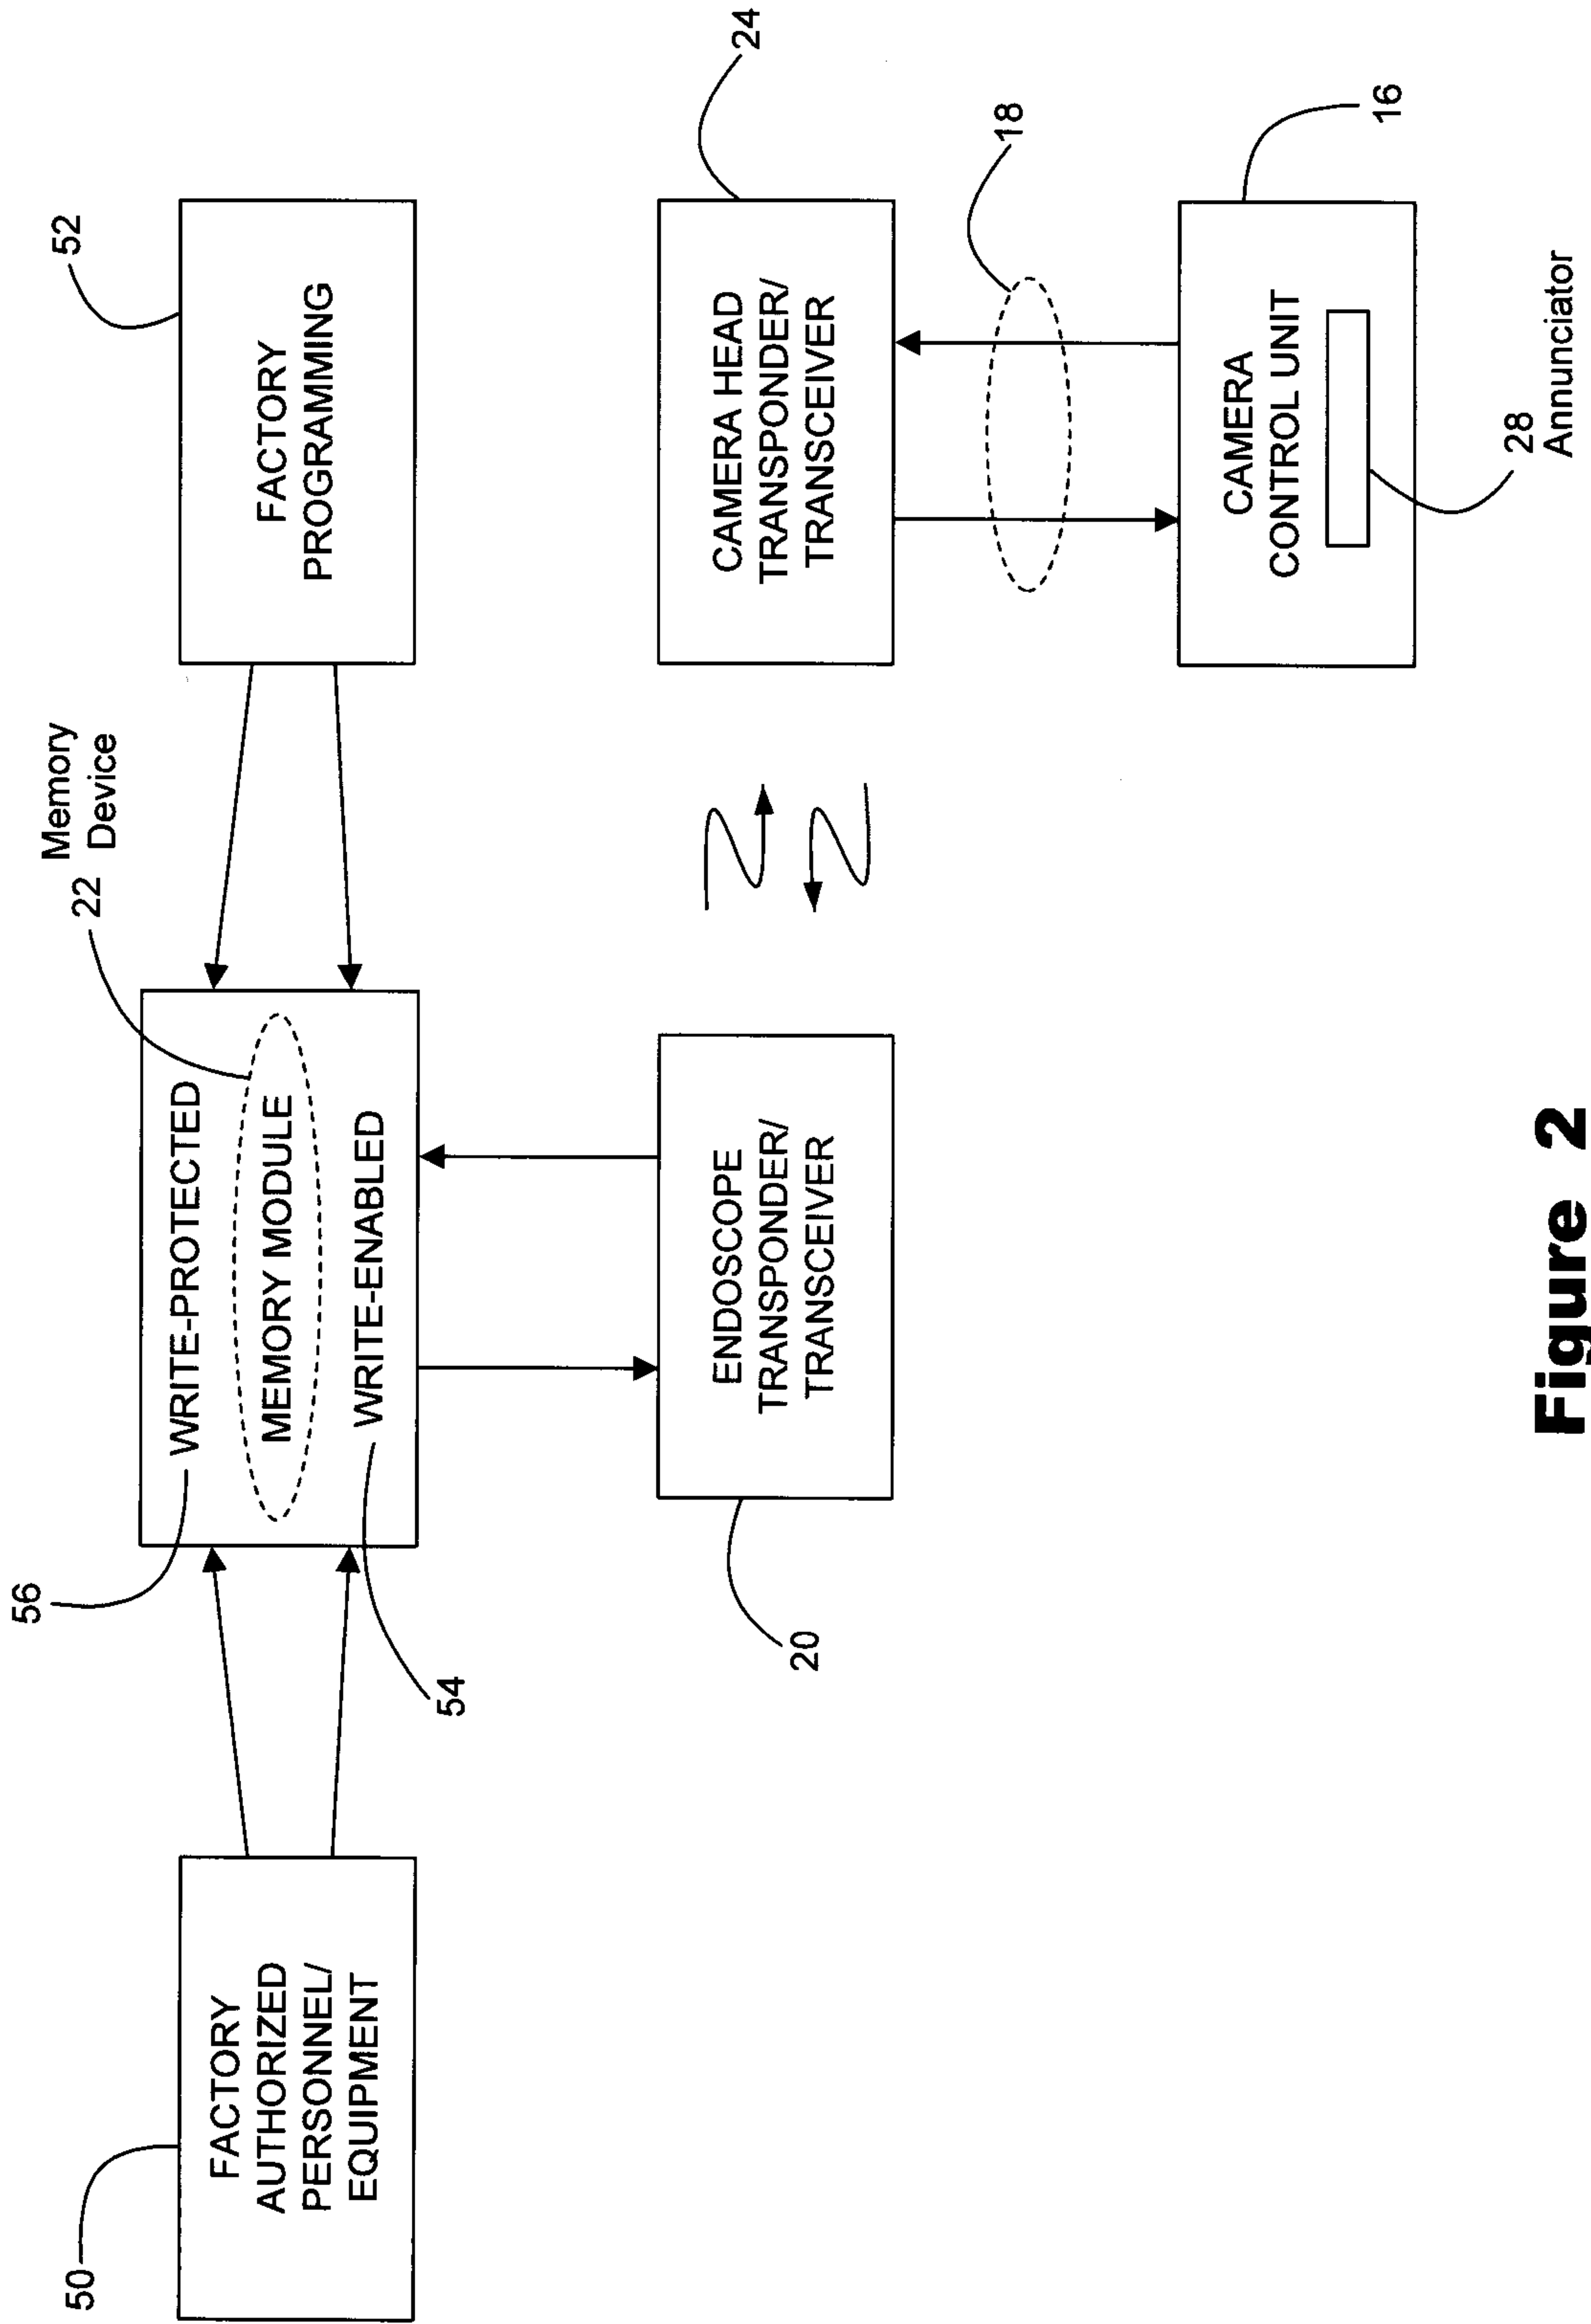 50
FACTORY
AUTHORIZED
PERSONNEL/
EQUIPMENT
56
WRITE-PROTECTED
MEMORY MODULE
WRITE-ENABLED
54
22
Memory
Device
52
FACTORY
PROGRAMMING
20
ENDOSCOPE
TRANSPONDER/
TRANSCEIVER
24
CAMERA HEAD
TRANSPONDER/
TRANSCEIVER
18
16
CAMERA
CONTROL UNIT
28
Annunciator
Figure 2